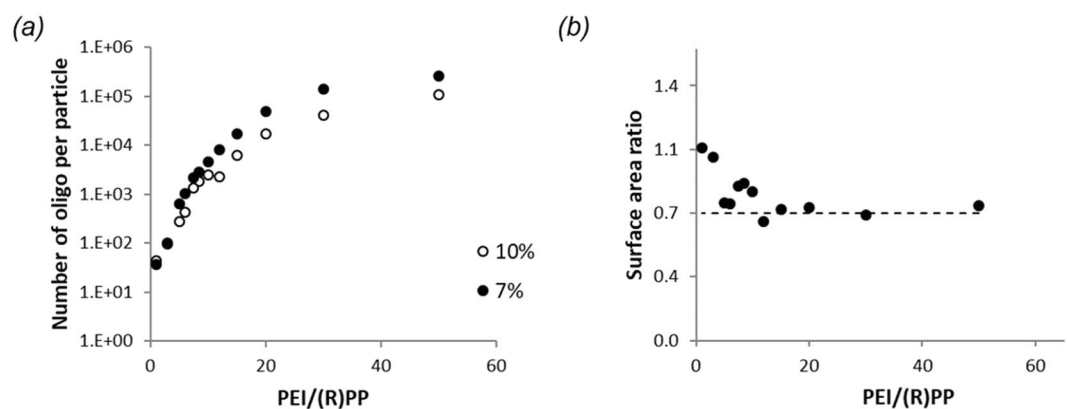 (a)
Number of oligo per particle
1.E+06
1.E+05
1.E+04
1.E+03
1.E+02
1.E+01
1.E+00
0 20 40 60
PEI/(R)PP
10%
7%
(b)
Surface area ratio
1.4
1.1
0.7
0.4
0.0
0 20 40 60
PEI/(R)PP